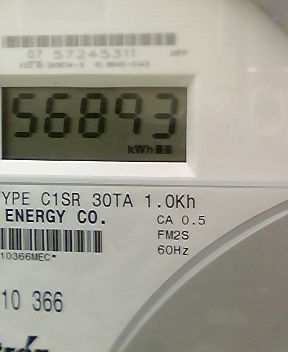 07 57245311
56893
kWh
TYPE C1SR 30TA 1.0Kh
ENERGY CO. CA 0.5
FM2S
60Hz
10366MEC*
10 366